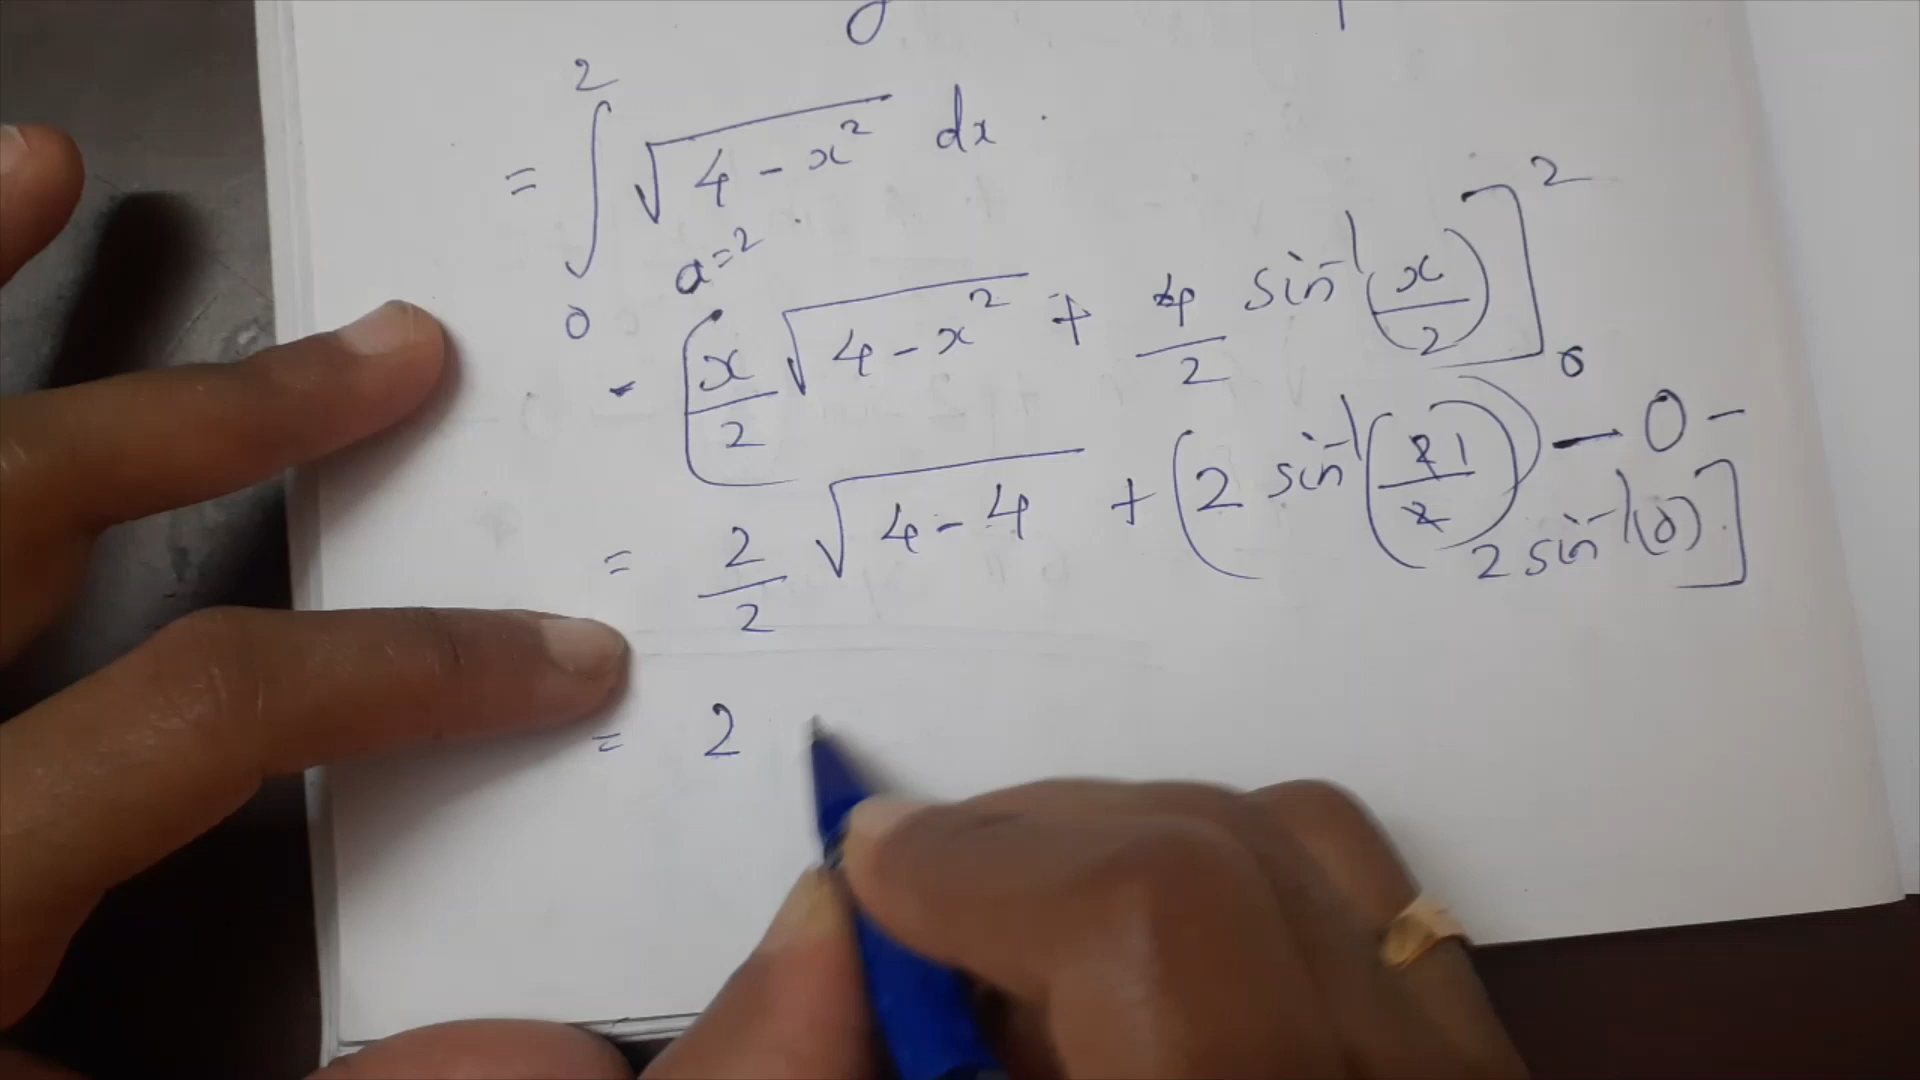 = ∫₀² √(4-x²) dx.
a=2
= [x/2 √(4-x²) + 4/2 sin⁻¹(x/2)]₀²
= 2/2 √(4-4) + (2 sin⁻¹(2̸1/2̸)) - 0 -
2 sin⁻¹(0)]
= 2